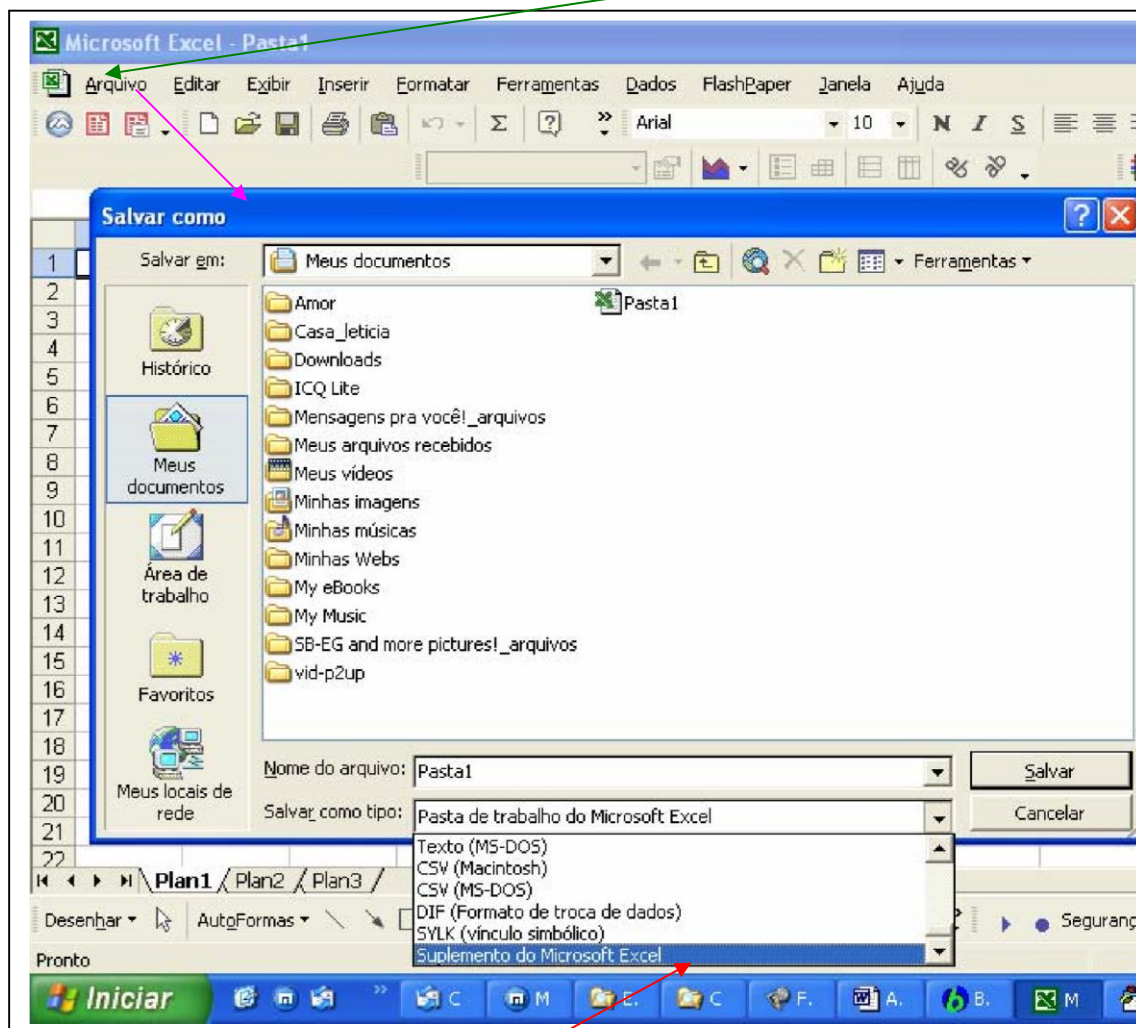 Microsoft Excel - Pasta1
Arquivo Editar Exibir Inserir Formatar Ferramentas Dados FlashPaper Janela Ajuda
Σ ? » Arial 10 N I S
Salvar como
Salvar em: Meus documentos Ferramentas
Histórico
Meus documentos
Área de trabalho
Favoritos
Meus locais de rede
Amor
Casa_leticia
Downloads
ICQ Lite
Mensagens pra você!_arquivos
Meus arquivos recebidos
Meus vídeos
Minhas imagens
Minhas músicas
Minhas Webs
My eBooks
My Music
SB-EG and more pictures!_arquivos
vid-p2up
Pasta1
Nome do arquivo: Pasta1 Salvar
Salvar como tipo: Pasta de trabalho do Microsoft Excel Cancelar
Texto (MS-DOS)
CSV (Macintosh)
CSV (MS-DOS)
DIF (Formato de troca de dados)
SYLK (vínculo simbólico)
Suplemento do Microsoft Excel
1
2
3
4
5
6
7
8
9
10
11
12
13
14
15
16
17
18
19
20
21
22
Plan1 Plan2 Plan3
Desenhar AutoFormas Seguranç
Pronto
Iniciar » C M E. C F. A. B. M